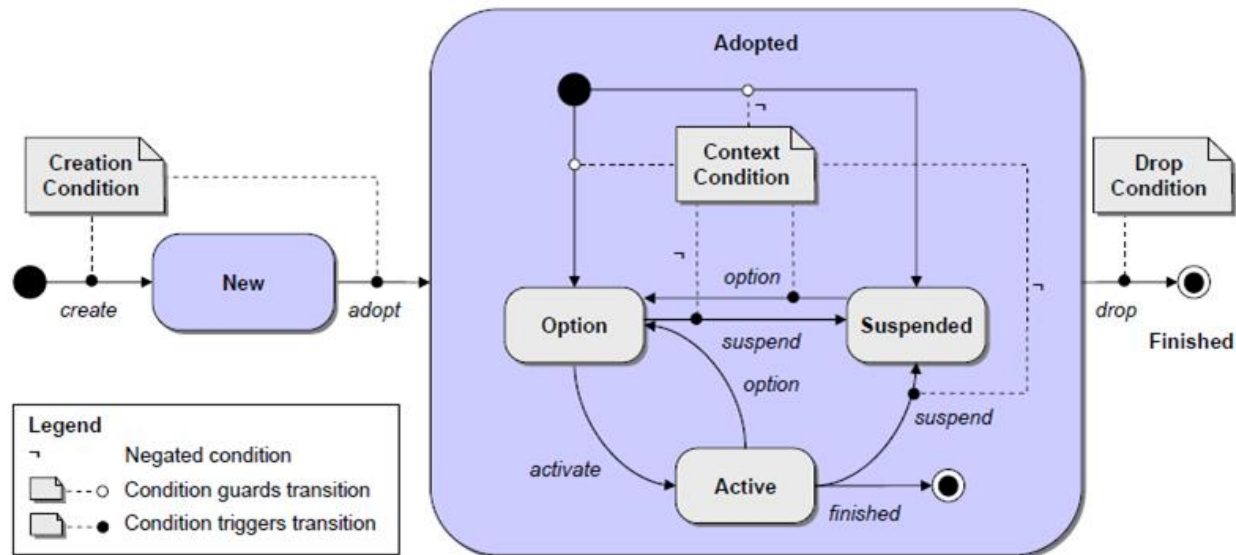 Adopted
¬
Creation
Condition
Context
Condition
Drop
Condition
¬
option
¬
New
create
adopt
Option
suspend
Suspended
drop
Finished
option
suspend
activate
Active
finished
Legend
¬ Negated condition
Condition guards transition
Condition triggers transition